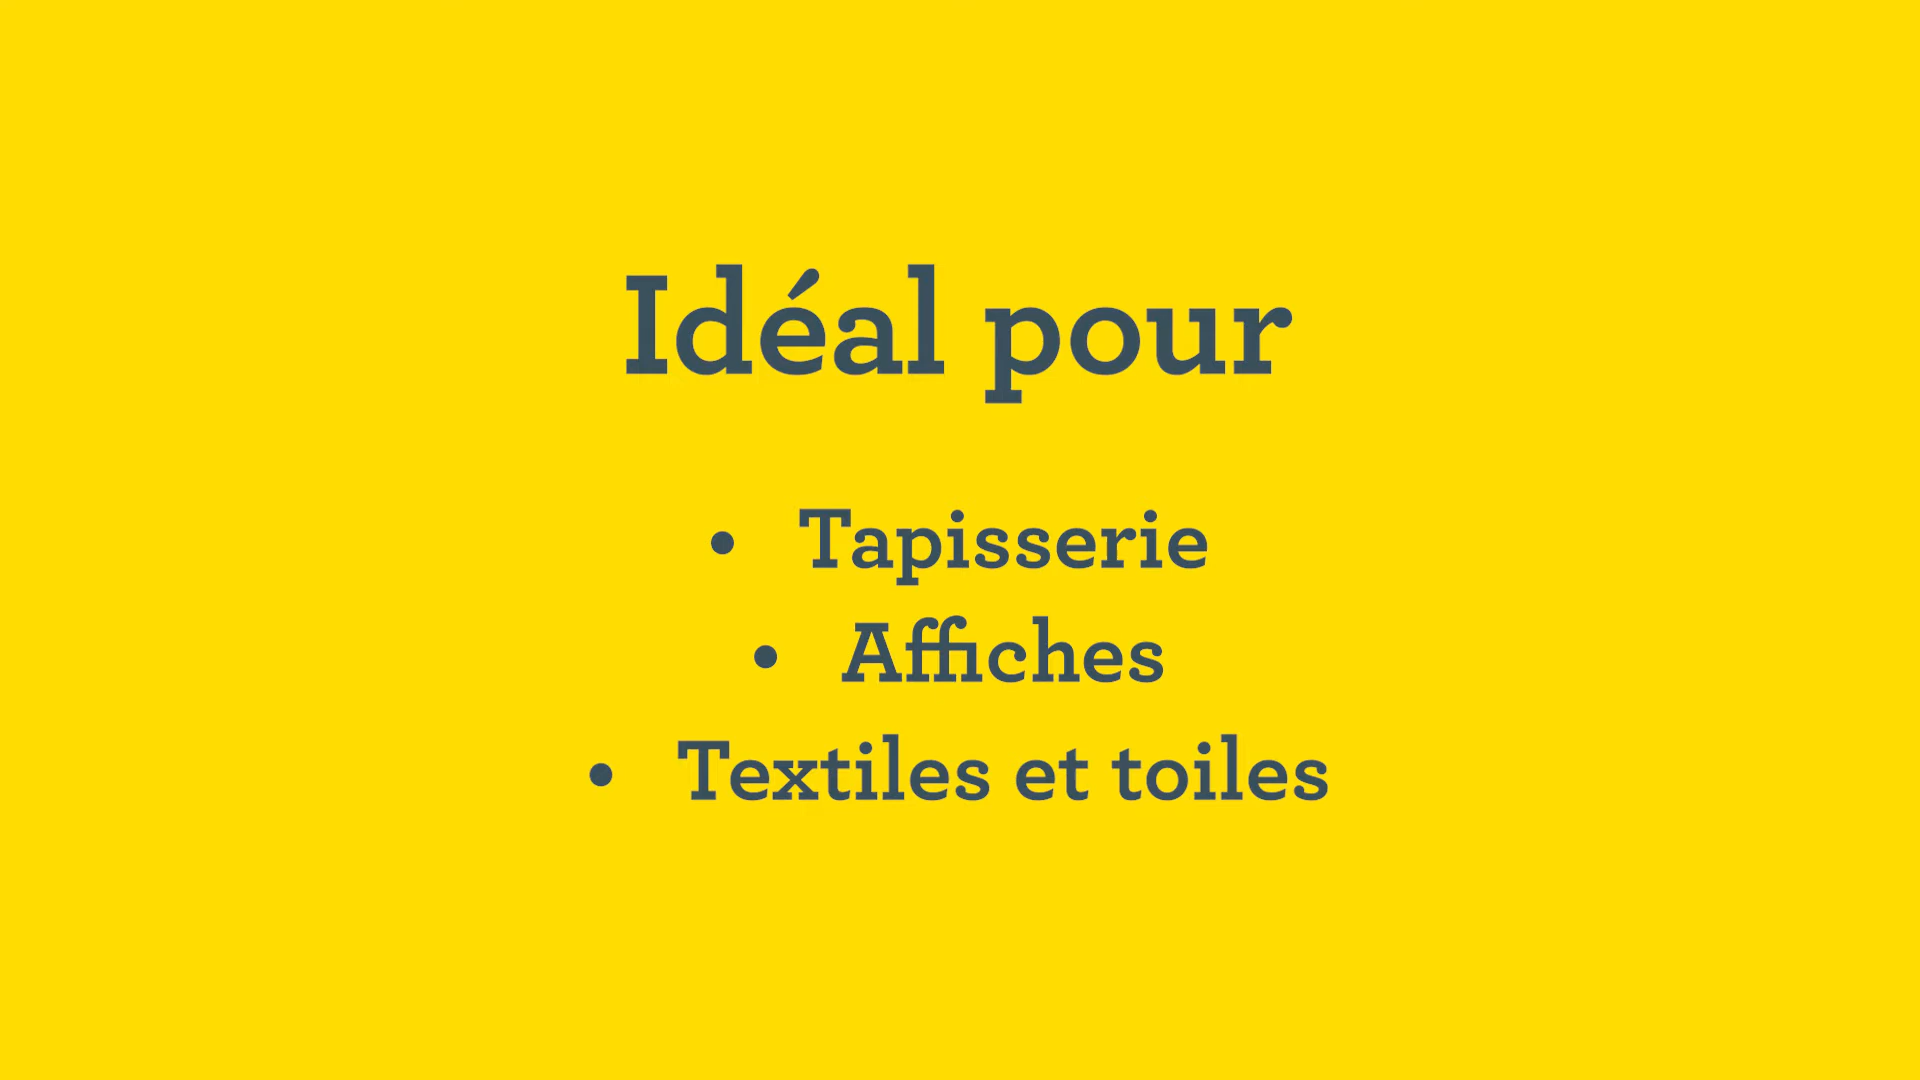 Idéal pour
• Tapisserie
• Affiches
• Textiles et toiles